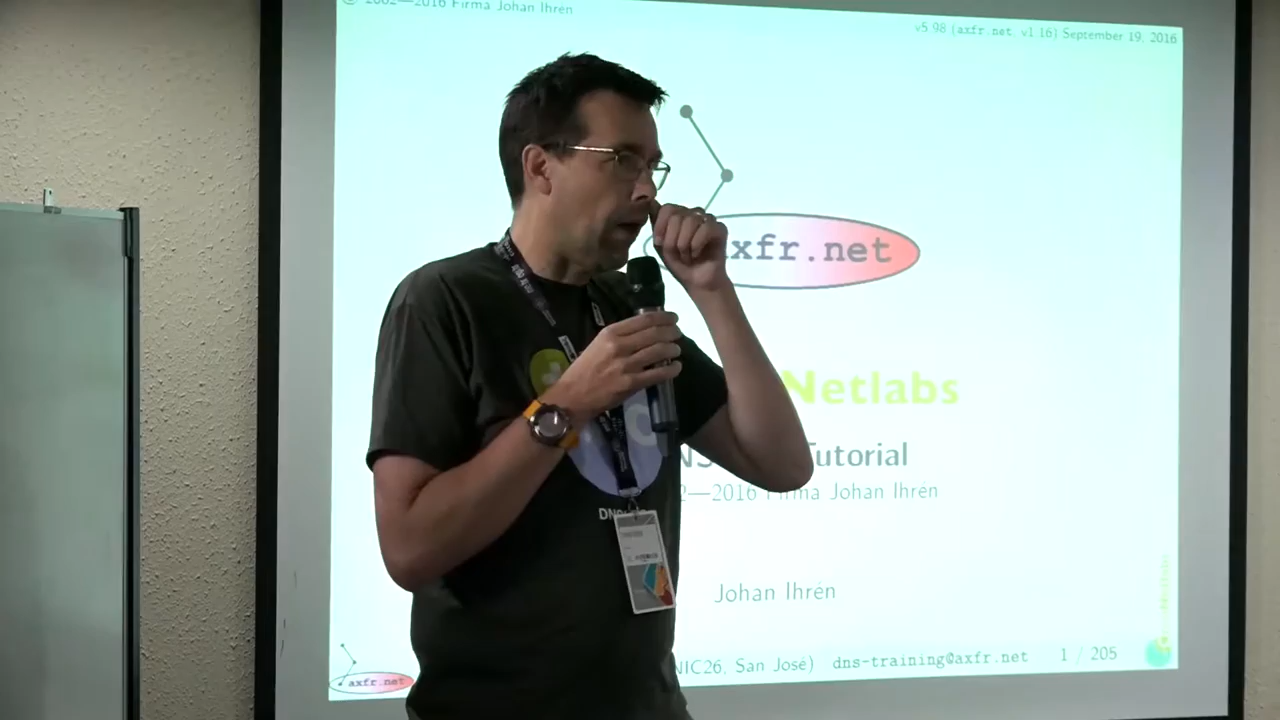 © 2002—2016 Firma Johan Ihrén
v5.98 (axfr.net, v1.16) September 19, 2016
axfr.net
Netlabs
Tutorial
2—2016 Firma Johan Ihrén
Johan Ihrén
axfr.net
NIC26, San José) dns-training@axfr.net 1 / 205